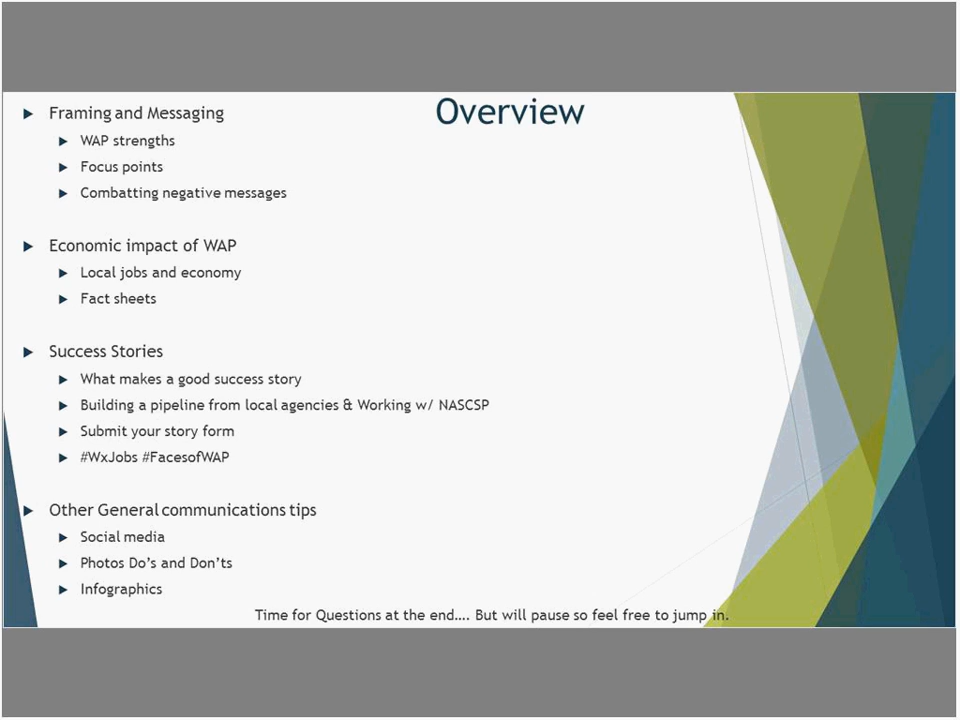 Overview
Framing and Messaging
WAP strengths
Focus points
Combatting negative messages
Economic impact of WAP
Local jobs and economy
Fact sheets
Success Stories
What makes a good success story
Building a pipeline from local agencies & Working w/ NASCSP
Submit your story form
#WxJobs #FacesofWAP
Other General communications tips
Social media
Photos Do's and Don'ts
Infographics
Time for Questions at the end.... But will pause so feel free to jump in.